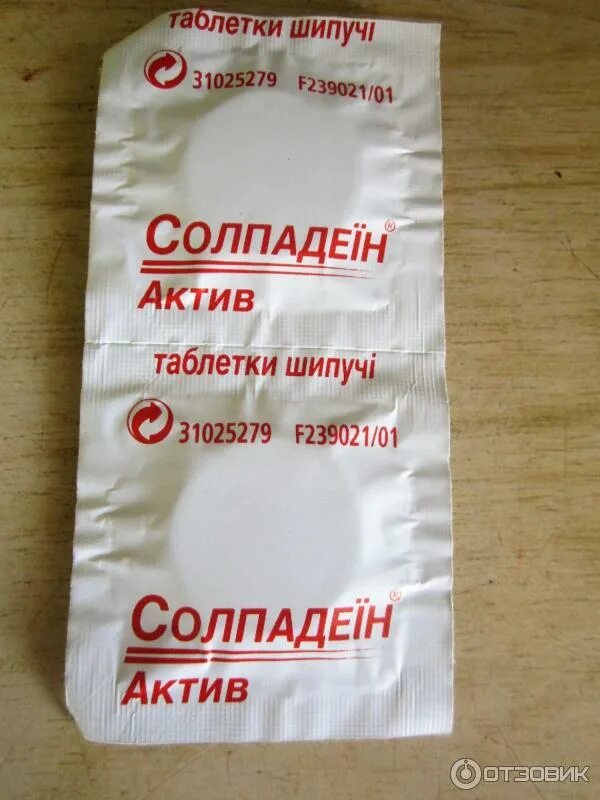 таблетки шипучі
31025279 F239021/01
СОЛПАДЕЇН®
АКТИВ
таблетки шипучі
31025279 F239021/01
СОЛПАДЕЇН®
АКТИВ
ОТЗОВИК